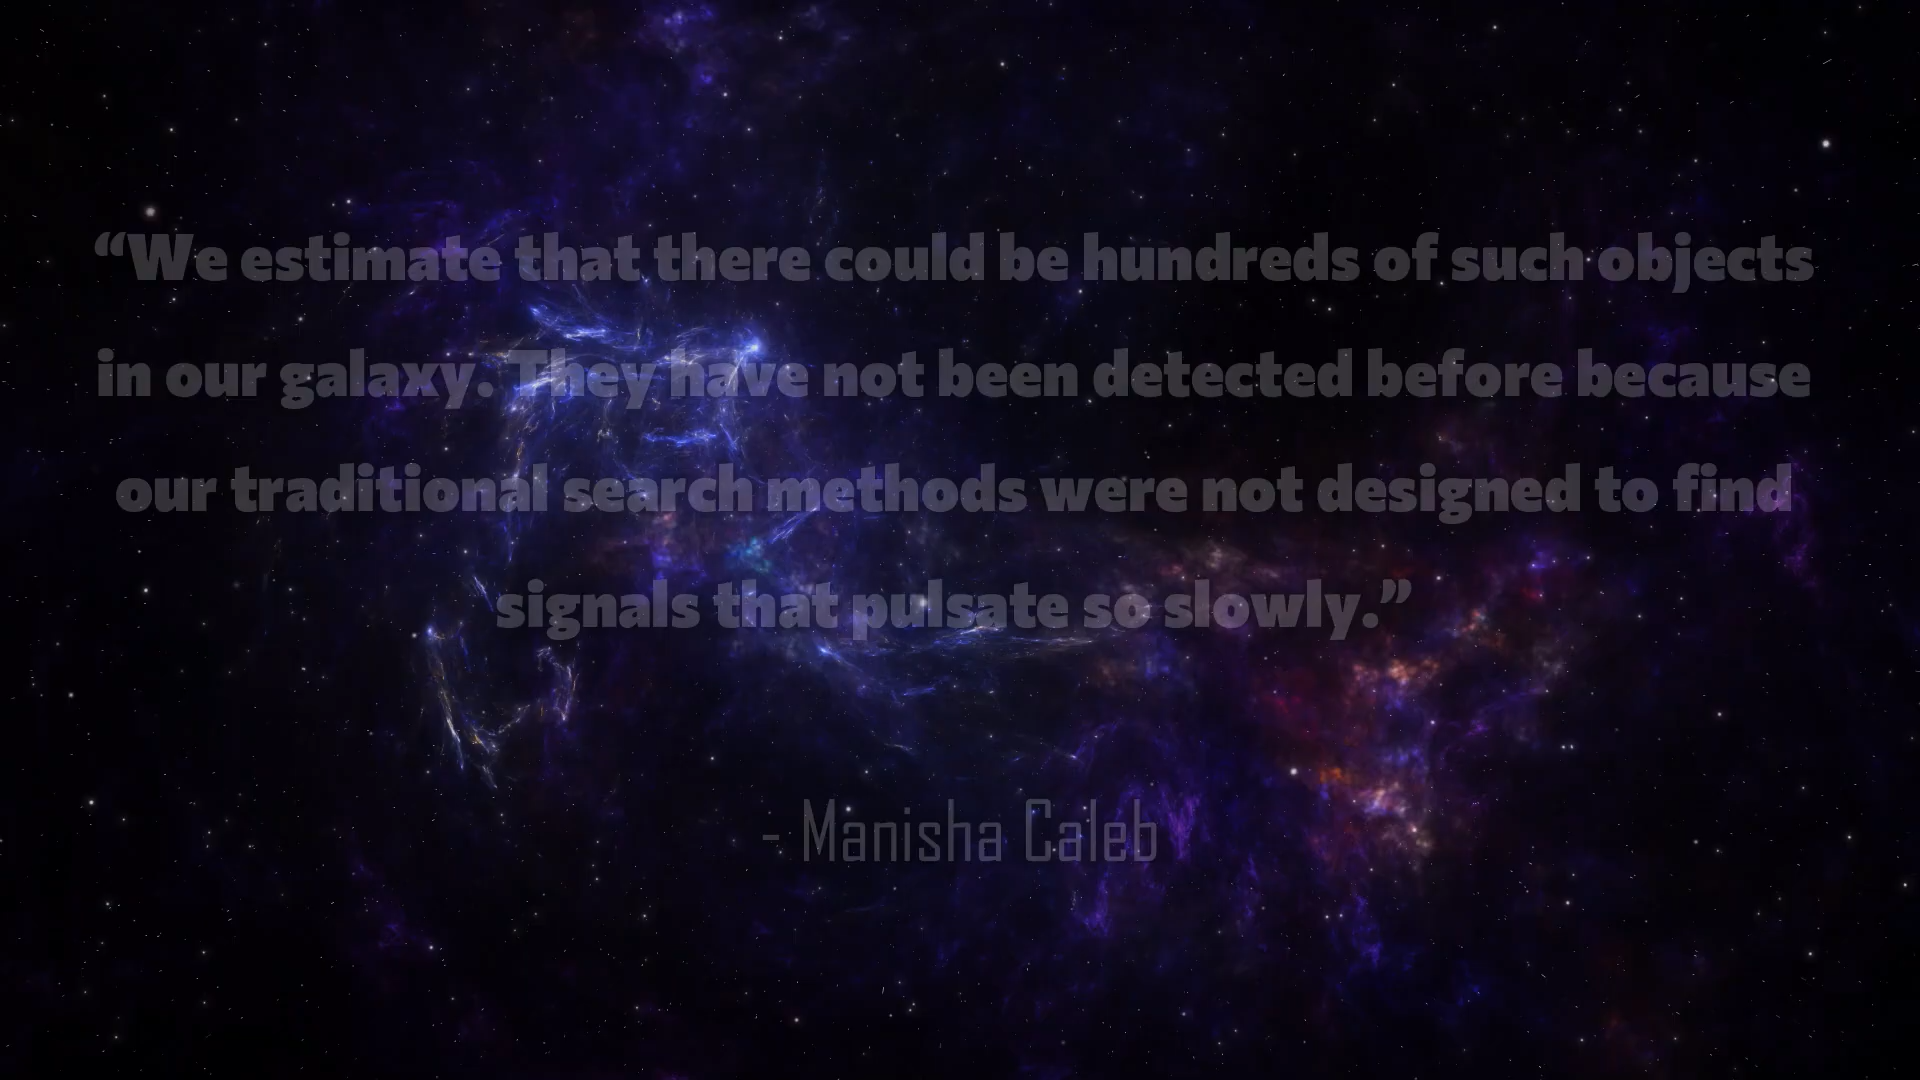 “We estimate that there could be hundreds of such objects
in our galaxy. They have not been detected before because
our traditional search methods were not designed to find
signals that pulsate so slowly.”
- Manisha Caleb